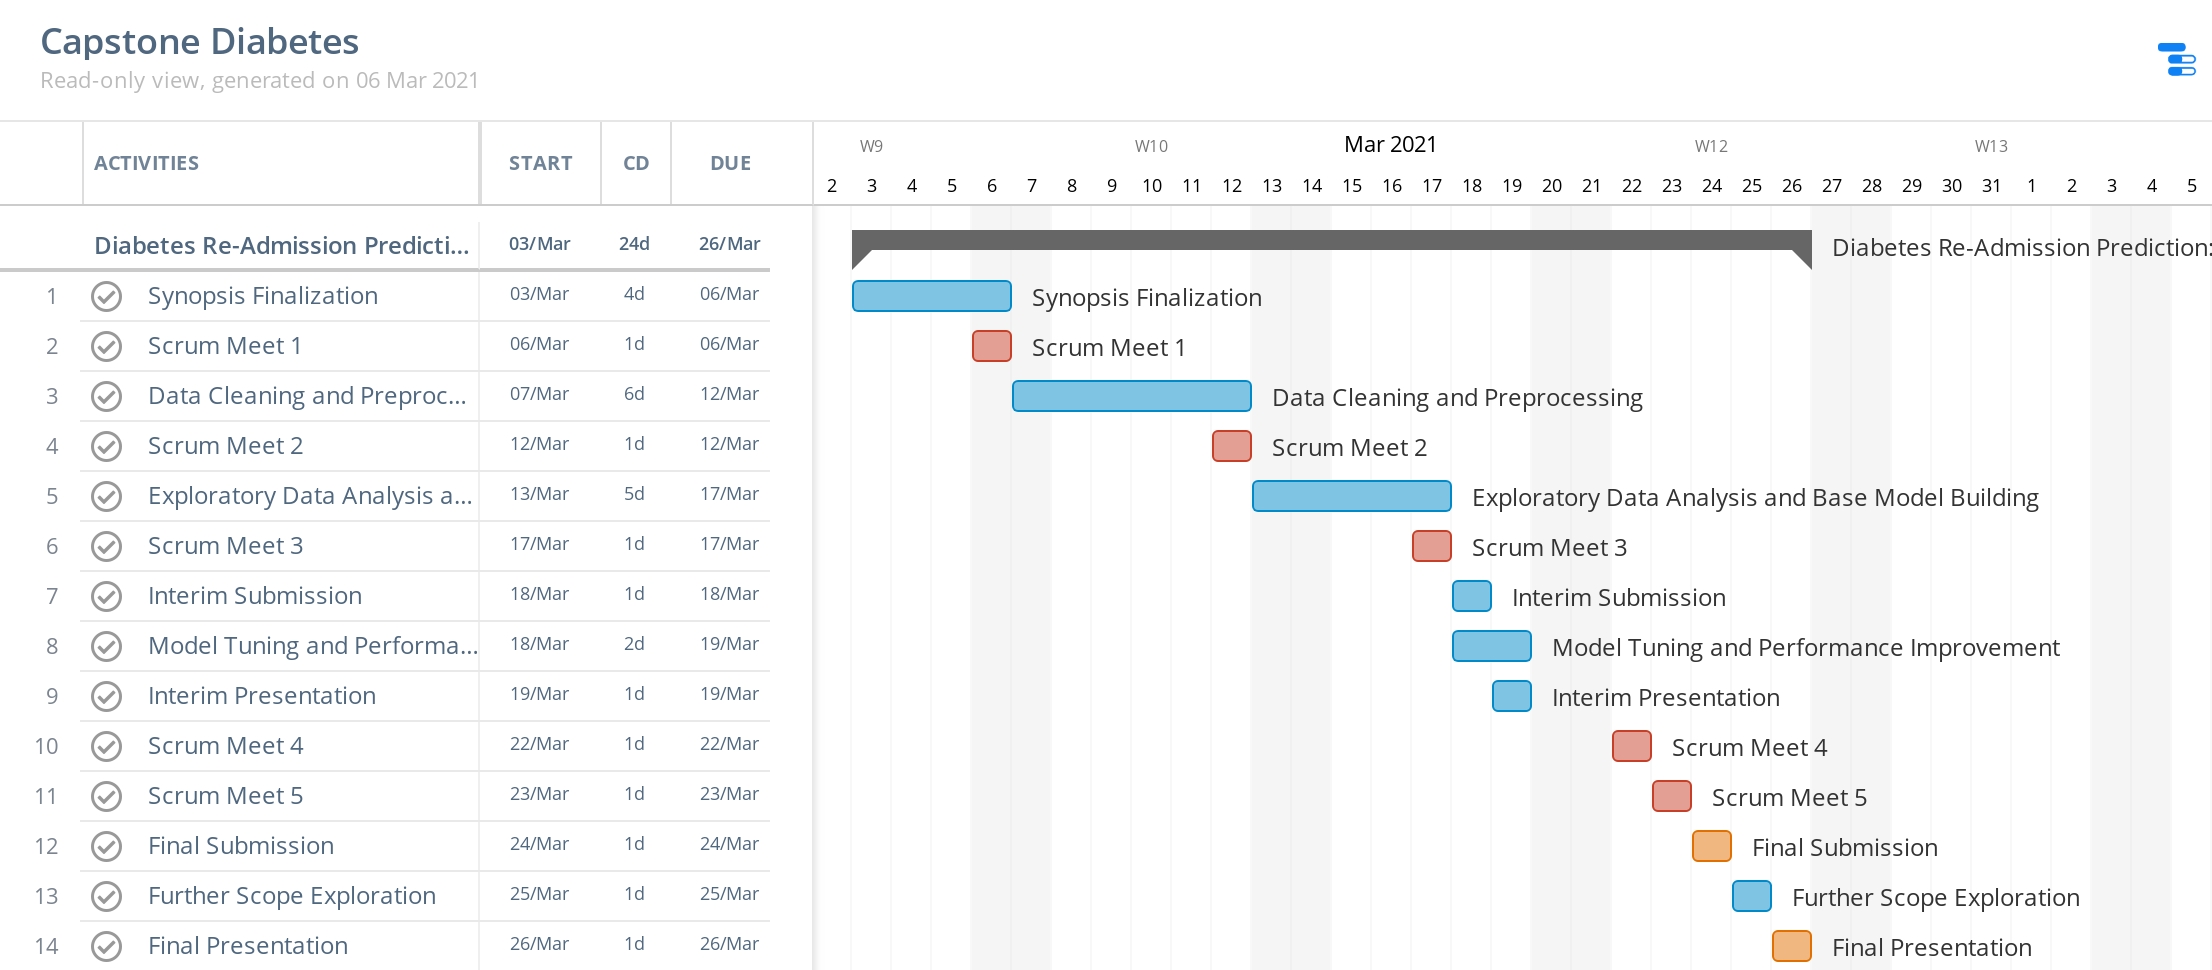 Capstone Diabetes
Read-only view, generated on 06 Mar 2021
ACTIVITIES START CD DUE
W9 W10 Mar 2021 W12 W13
2 3 4 5 6 7 8 9 10 11 12 13 14 15 16 17 18 19 20 21 22 23 24 25 26 27 28 29 30 31 1 2 3 4 5
Diabetes Re-Admission Predicti... 03/Mar 24d 26/Mar Diabetes Re-Admission Prediction:
1 Synopsis Finalization 03/Mar 4d 06/Mar Synopsis Finalization
2 Scrum Meet 1 06/Mar 1d 06/Mar Scrum Meet 1
3 Data Cleaning and Preproc... 07/Mar 6d 12/Mar Data Cleaning and Preprocessing
4 Scrum Meet 2 12/Mar 1d 12/Mar Scrum Meet 2
5 Exploratory Data Analysis a... 13/Mar 5d 17/Mar Exploratory Data Analysis and Base Model Building
6 Scrum Meet 3 17/Mar 1d 17/Mar Scrum Meet 3
7 Interim Submission 18/Mar 1d 18/Mar Interim Submission
8 Model Tuning and Performa... 18/Mar 2d 19/Mar Model Tuning and Performance Improvement
9 Interim Presentation 19/Mar 1d 19/Mar Interim Presentation
10 Scrum Meet 4 22/Mar 1d 22/Mar Scrum Meet 4
11 Scrum Meet 5 23/Mar 1d 23/Mar Scrum Meet 5
12 Final Submission 24/Mar 1d 24/Mar Final Submission
13 Further Scope Exploration 25/Mar 1d 25/Mar Further Scope Exploration
14 Final Presentation 26/Mar 1d 26/Mar Final Presentation